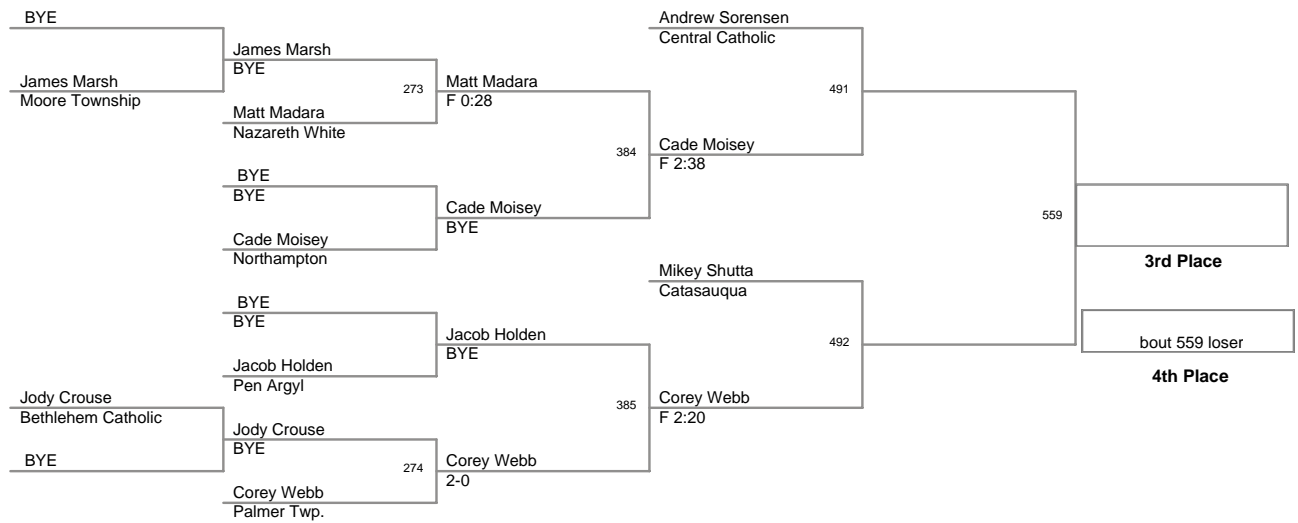 BYE
James Marsh
Moore Township
James Marsh
BYE
273
Matt Madara
Nazareth White
Matt Madara
F 0:28
BYE
BYE
Cade Moisey
Northampton
Cade Moisey
BYE
384
Andrew Sorensen
Central Catholic
491
Cade Moisey
F 2:38
559
3rd Place
Mikey Shutta
Catasauqua
BYE
BYE
Jacob Holden
Pen Argyl
Jacob Holden
BYE
492
bout 559 loser
4th Place
Jody Crouse
Bethlehem Catholic
BYE
Jody Crouse
BYE
274
Corey Webb
Palmer Twp.
385
Corey Webb
F 2:20
Corey Webb
2-0